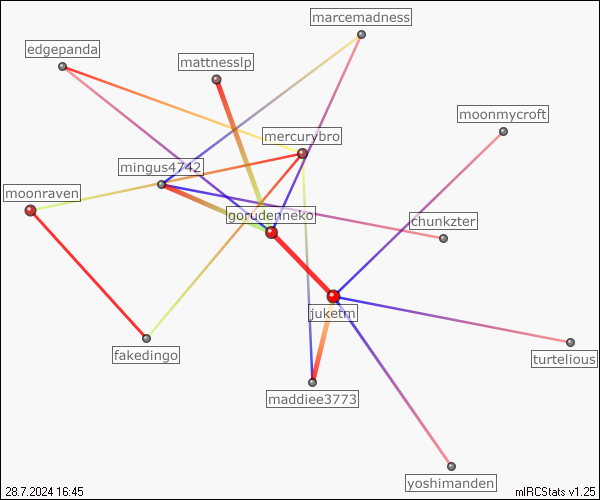 marcemadness
edgepanda
mattnesslp
moonmycroft
mercurybro
mingus4742
moonraven
gorudenneko
chunkzter
juketm
fakedingo
turtelious
maddiee3773
yoshimanden
28.7.2024 16:45
mIRCStats v1.25